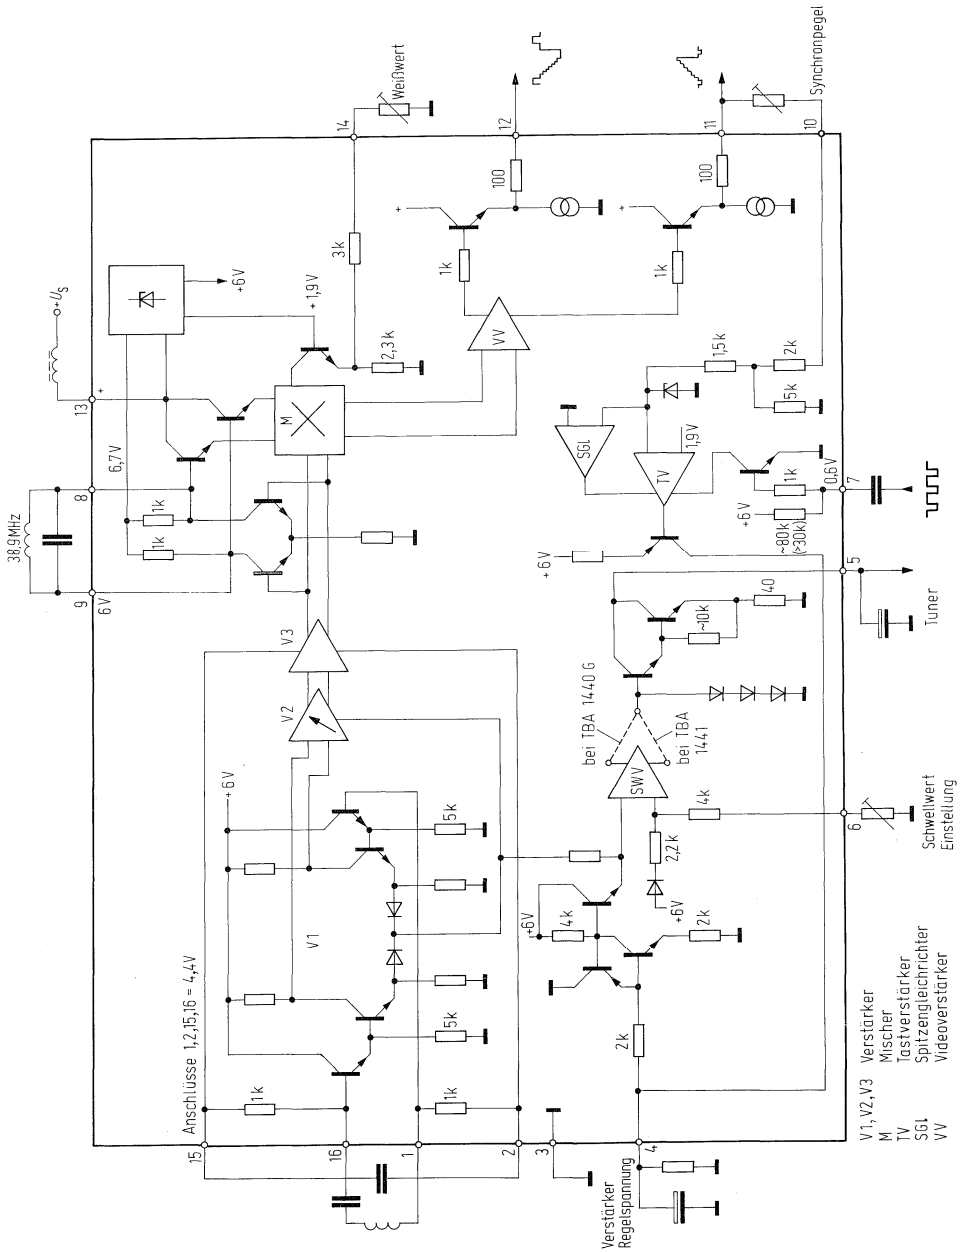 38,9MHz
9
8
13
+
+U_S
6V
6,7V
1k
1k
+6V
+1,9V
M
2,3k
3k
14
Weißwert
12
100
+
1k
VV
11
100
+
1k
10
Synchronpegel
V3
V2
+6V
V1
5k
5k
Anschlüsse 1,2,15,16 = 4,4V
1k
1k
15
16
1
2
3
4
Verstärker
Regelspannung
2k
+6V
4k
2k
+6V
2,2k
4k
SWV
bei TBA 1440 G
bei TBA
1441
~10k
40
+6V
SGl
TV
1,9V
1,5k
5k
2k
+6V
~80k
(>30k)
1k
0,6V
7
5
Tuner
6
Schwellwert
Einstellung
V1, V2, V3 Verstärker
M Mischer
TV Tastverstärker
SGl Spitzengleichrichter
VV Videoverstärker